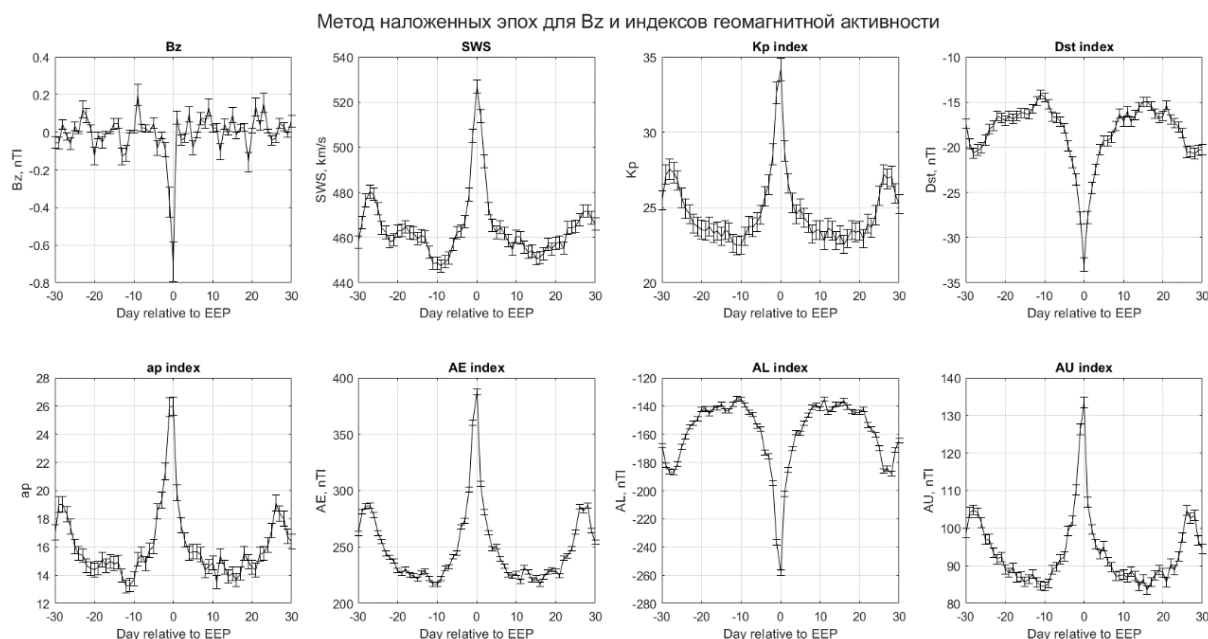 Метод наложенных эпох для Bz и индексов геомагнитной активности
Bz
0.4
0.2
0
-0.2
-0.4
-0.6
-0.8
Bz, nTl
-30 -20 -10 0 10 20 30
Day relative to EEP
SWS
540
520
500
480
460
440
SWS, km/s
-30 -20 -10 0 10 20 30
Day relative to EEP
Kp index
35
30
25
20
Kp
-30 -20 -10 0 10 20 30
Day relative to EEP
Dst index
-10
-15
-20
-25
-30
-35
Dst, nTl
-30 -20 -10 0 10 20 30
Day relative to EEP
ap index
28
26
24
22
20
18
16
14
12
ap
-30 -20 -10 0 10 20 30
Day relative to EEP
AE index
400
350
300
250
200
AE, nTl
-30 -20 -10 0 10 20 30
Day relative to EEP
AL index
-120
-140
-160
-180
-200
-220
-240
-260
-280
AL, nTl
-30 -20 -10 0 10 20 30
Day relative to EEP
AU index
140
130
120
110
100
90
80
AU, nTl
-30 -20 -10 0 10 20 30
Day relative to EEP